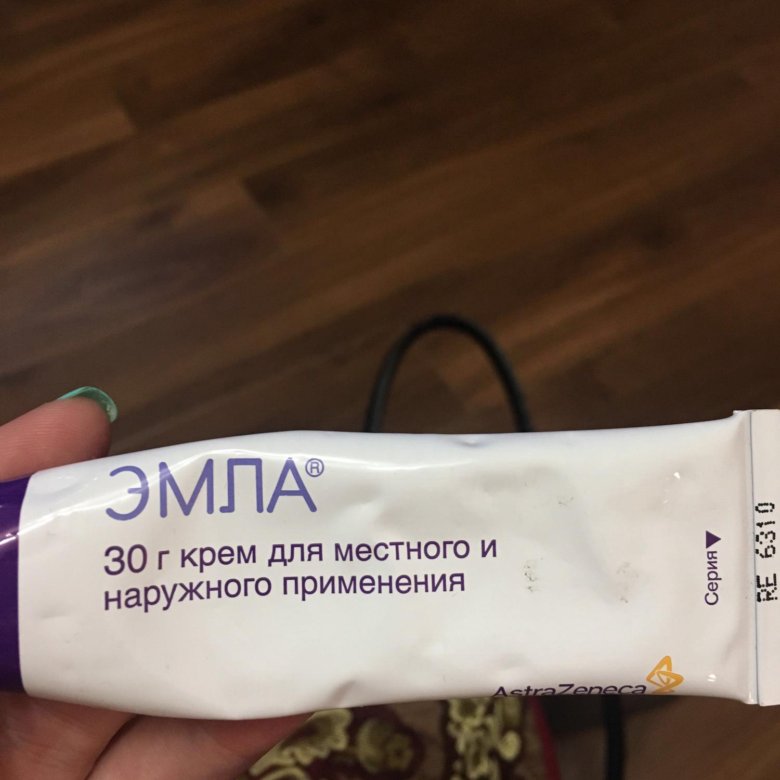 ЭМЛА®
30 г крем для местного и
наружного применения
AstraZeneca
Серия
RE 6310